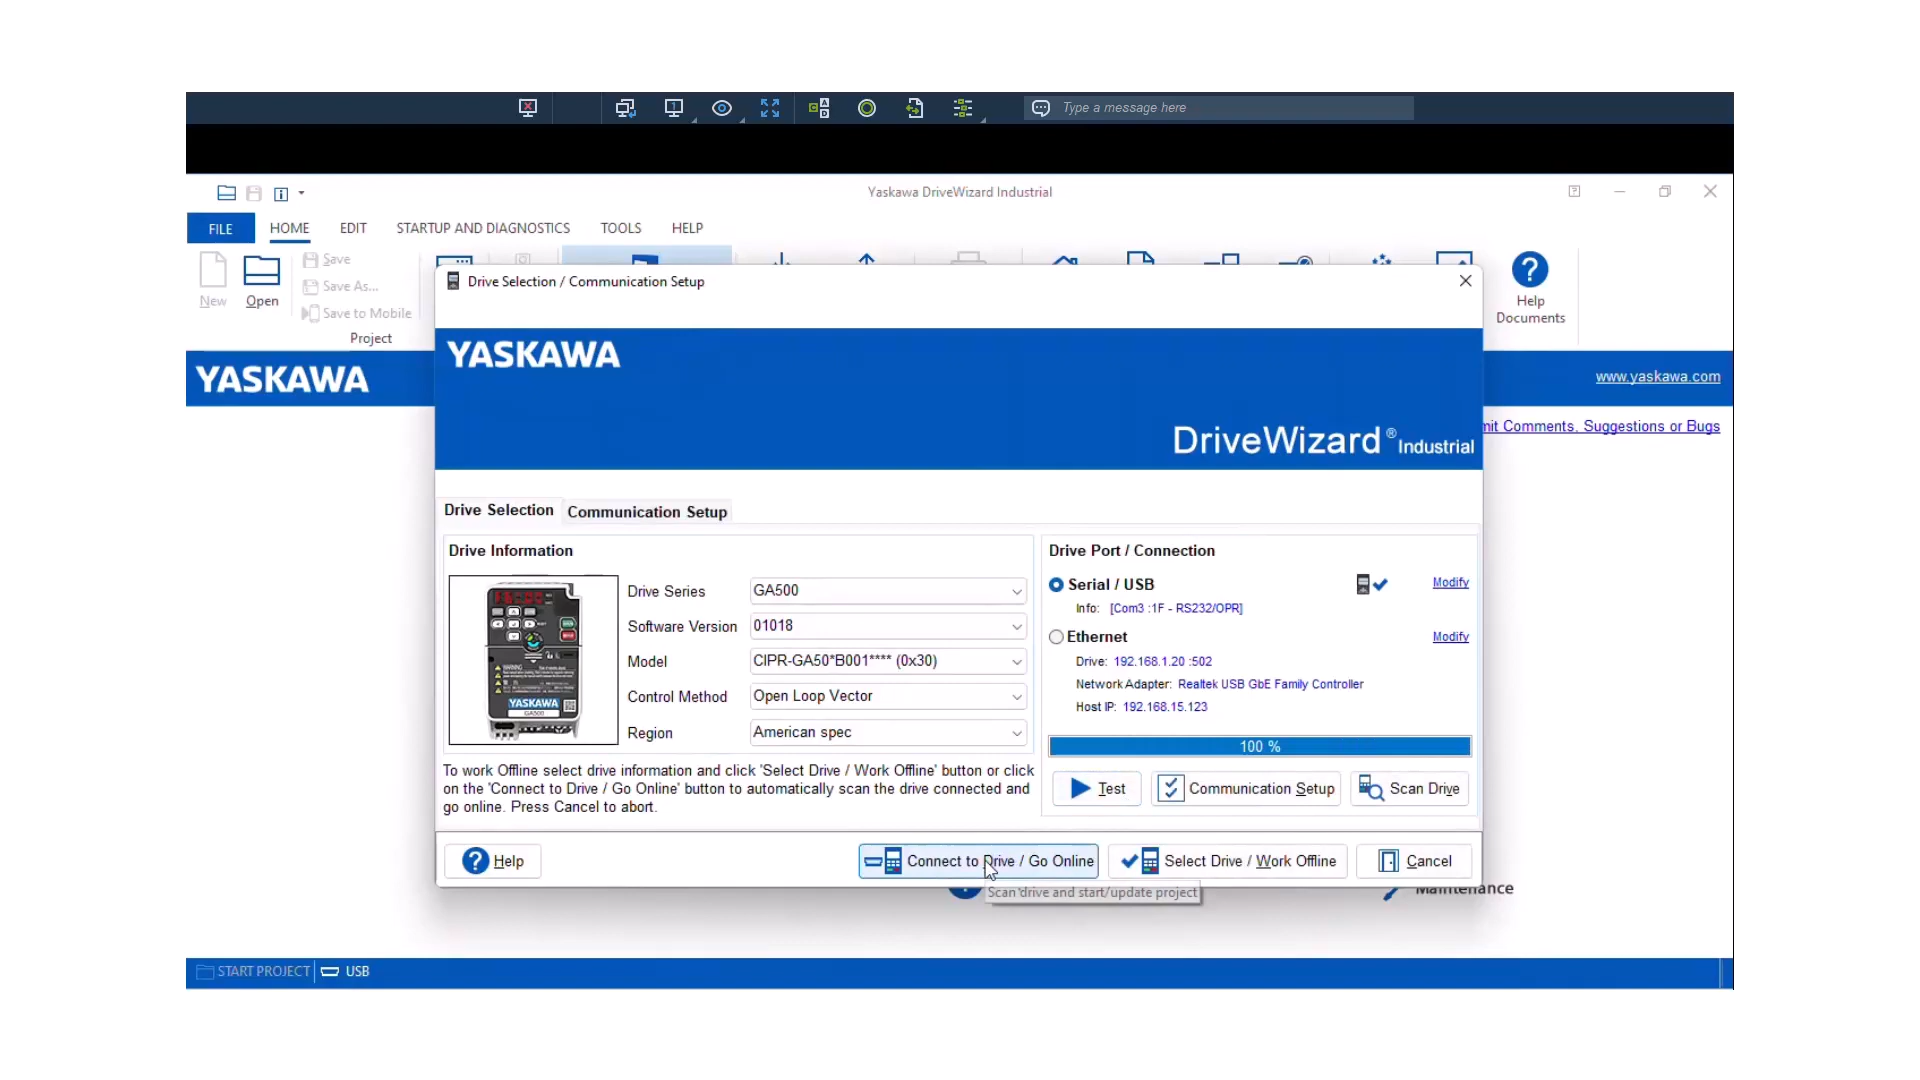 Type a message here
Yaskawa DriveWizard Industrial
FILE HOME EDIT STARTUP AND DIAGNOSTICS TOOLS HELP
New
Open
Save
Save As...
Save to Mobile
Project
Help
Documents
YASKAWA
www.yaskawa.com
mit Comments, Suggestions or Bugs
Drive Selection / Communication Setup
YASKAWA
DriveWizard® Industrial
Drive Selection Communication Setup
Drive Information
Drive Series GA500
Software Version 01018
Model CIPR-GA50*B001**** (0x30)
Control Method Open Loop Vector
Region American spec
YASKAWA
GA500
To work Offline select drive information and click 'Select Drive / Work Offline' button or click
on the 'Connect to Drive / Go Online' button to automatically scan the drive connected and
go online. Press Cancel to abort.
Drive Port / Connection
Serial / USB Modify
Info: [Com3 :1F - RS232/OPR]
Ethernet Modify
Drive: 192.168.1.20 :502
Network Adapter: Realtek USB GbE Family Controller
Host IP: 192.168.15.123
100 %
Test Communication Setup Scan Drive
Help Connect to Drive / Go Online Select Drive / Work Offline Cancel
Scan drive and start/update project
Maintenance
START PROJECT USB